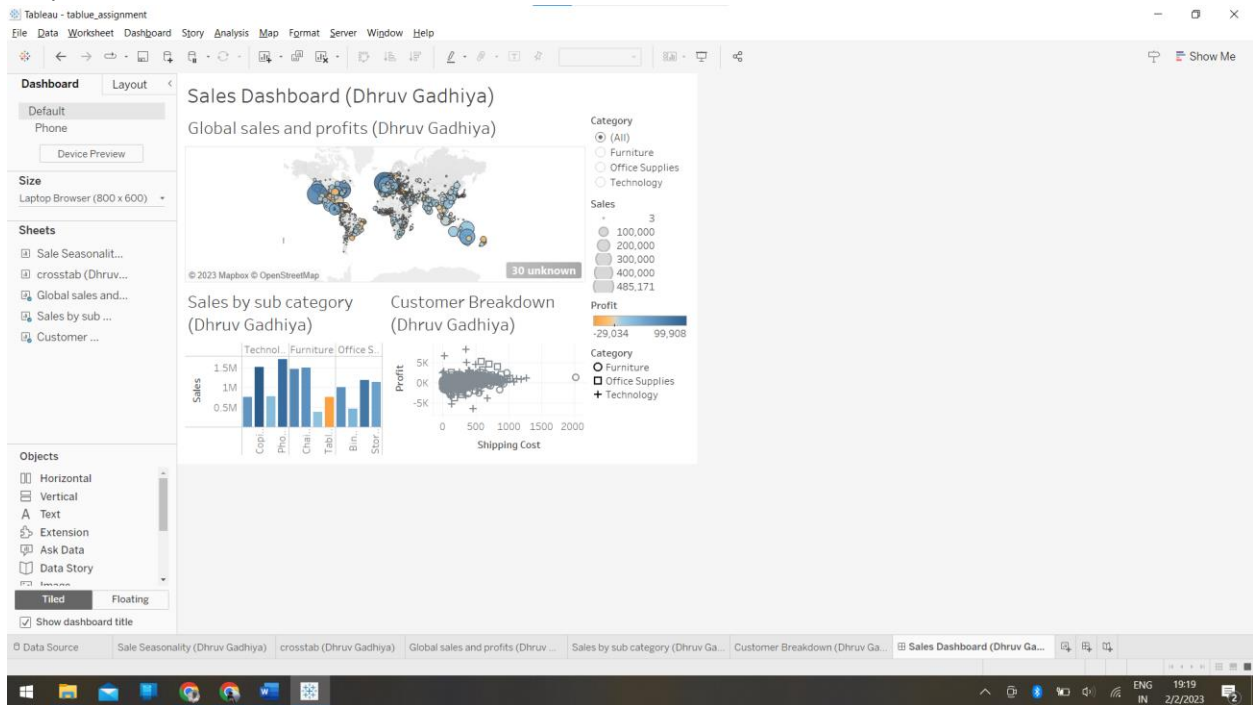 Tableau - tablue_assignment
File Data Worksheet Dashboard Story Analysis Map Format Server Window Help
Show Me
Dashboard Layout
Default
Phone
Device Preview
Size
Laptop Browser (800 x 600)
Sheets
Sale Seasonalit...
crosstab (Dhruv...
Global sales and...
Sales by sub ...
Customer ...
Objects
Horizontal
Vertical
A Text
Extension
Ask Data
Data Story
Tiled Floating
Show dashboard title
Sales Dashboard (Dhruv Gadhiya)
Global sales and profits (Dhruv Gadhiya)
© 2023 Mapbox © OpenStreetMap
30 unknown
Sales by sub category
(Dhruv Gadhiya)
Technol.. Furniture Office S..
Sales
1.5M
1M
0.5M
Copi..
Pho..
Chai..
Tabl..
Bin..
Stor..
Customer Breakdown
(Dhruv Gadhiya)
Profit
5K
0K
-5K
0 500 1000 1500 2000
Shipping Cost
Category
(All)
Furniture
Office Supplies
Technology
Sales
3
100,000
200,000
300,000
400,000
485,171
Profit
-29,034 99,908
Category
Furniture
Office Supplies
Technology
Data Source Sale Seasonality (Dhruv Gadhiya) crosstab (Dhruv Gadhiya) Global sales and profits (Dhruv ... Sales by sub category (Dhruv Ga... Customer Breakdown (Dhruv Ga... Sales Dashboard (Dhruv Ga...
ENG
IN
19:19
2/2/2023
2